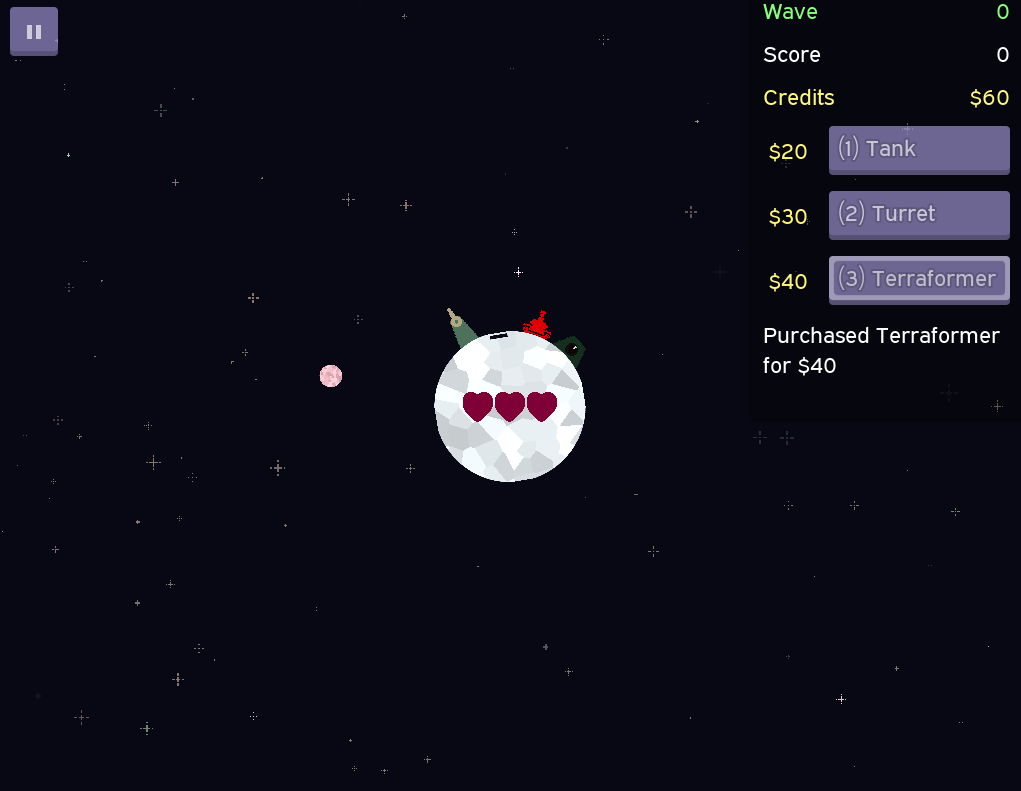 Wave 0
Score 0
Credits $60
$20 (1) Tank
$30 (2) Turret
$40 (3) Terraformer
Purchased Terraformer
for $40